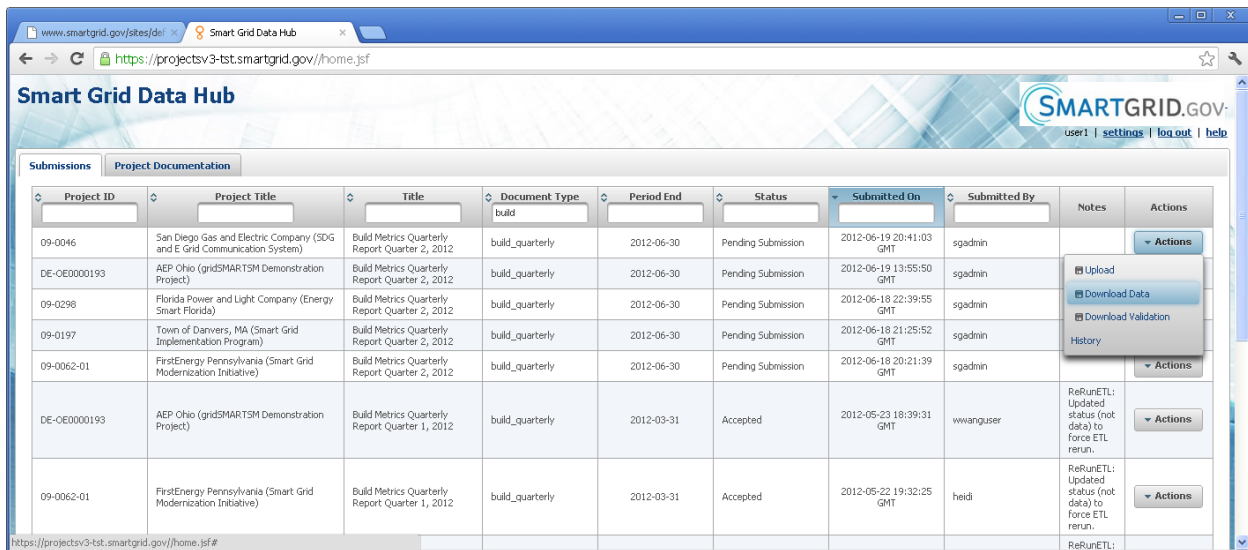 www.smartgrid.gov/sites/def
Smart Grid Data Hub
https://projectsv3-tst.smartgrid.gov//home.jsf
Smart Grid Data Hub
SMARTGRID.GOV
user1 | settings | log out | help
Submissions Project Documentation
Project ID Project Title Title Document Type Period End Status Submitted On Submitted By Notes Actions
build
09-0046 San Diego Gas and Electric Company (SDG Build Metrics Quarterly build_quarterly 2012-06-30 Pending Submission 2012-06-19 20:41:03 sgadmin Actions
and E Grid Communication System) Report Quarter 2, 2012 GMT
DE-OE0000193 AEP Ohio (gridSMARTSM Demonstration Build Metrics Quarterly build_quarterly 2012-06-30 Pending Submission 2012-06-19 13:55:50 sgadmin
Project) Report Quarter 2, 2012 GMT
Upload
09-0298 Florida Power and Light Company (Energy Build Metrics Quarterly build_quarterly 2012-06-30 Pending Submission 2012-06-18 22:39:55 sgadmin
Smart Florida) Report Quarter 2, 2012 GMT
Download Data
09-0197 Town of Danvers, MA (Smart Grid Build Metrics Quarterly build_quarterly 2012-06-30 Pending Submission 2012-06-18 21:25:52 sgadmin
Implementation Program) Report Quarter 2, 2012 GMT
Download Validation
History
09-0062-01 FirstEnergy Pennsylvania (Smart Grid Build Metrics Quarterly build_quarterly 2012-06-30 Pending Submission 2012-06-18 20:21:39 sgadmin Actions
Modernization Initiative) Report Quarter 2, 2012 GMT
DE-OE0000193 AEP Ohio (gridSMARTSM Demonstration Build Metrics Quarterly build_quarterly 2012-03-31 Accepted 2012-05-23 18:39:31 wwanguser Actions
Project) Report Quarter 1, 2012 GMT
ReRunETL:
Updated
status (not
data) to
force ETL
rerun.
09-0062-01 FirstEnergy Pennsylvania (Smart Grid Build Metrics Quarterly build_quarterly 2012-03-31 Accepted 2012-05-22 19:32:25 heidi Actions
Modernization Initiative) Report Quarter 1, 2012 GMT
ReRunETL:
Updated
status (not
data) to
force ETL
rerun.
ReRunETL:
https://projectsv3-tst.smartgrid.gov//home.jsf#